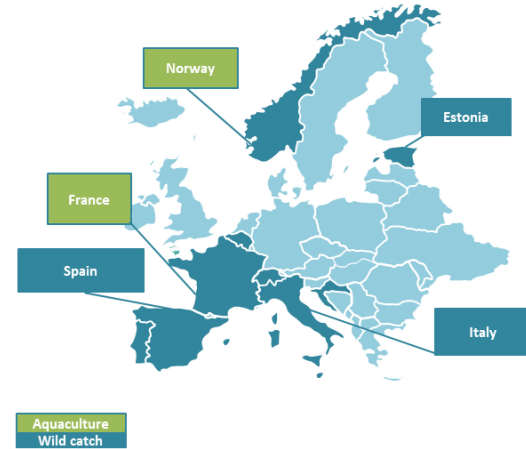 Norway
Estonia
France
Spain
Italy
Aquaculture
Wild catch